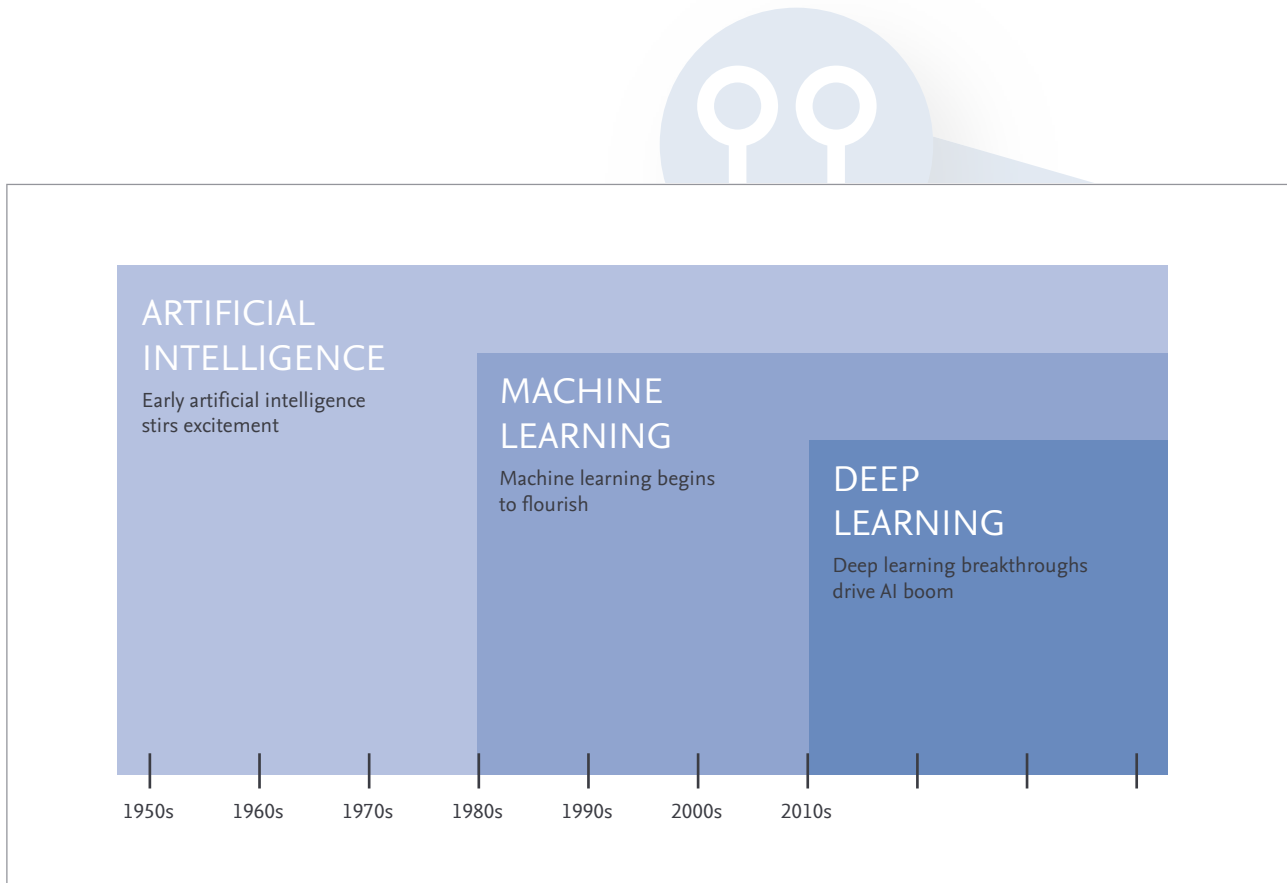 ARTIFICIAL
INTELLIGENCE
Early artificial intelligence
stirs excitement
MACHINE
LEARNING
Machine learning begins
to flourish
DEEP
LEARNING
Deep learning breakthroughs
drive AI boom
1950s 1960s 1970s 1980s 1990s 2000s 2010s